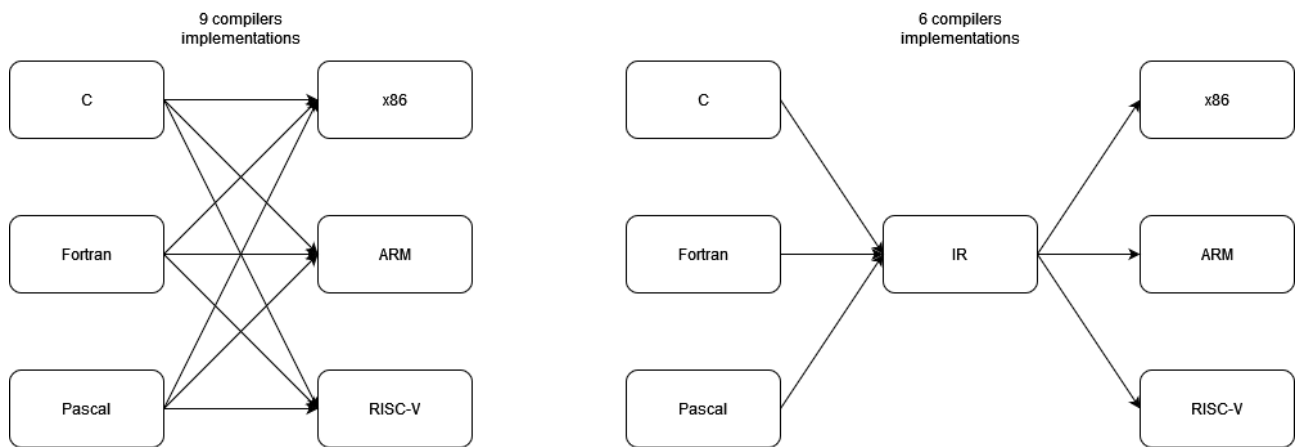 9 compilers
implementations
C
x86
Fortran
ARM
Pascal
RISC-V
6 compilers
implementations
C
x86
Fortran
IR
ARM
Pascal
RISC-V